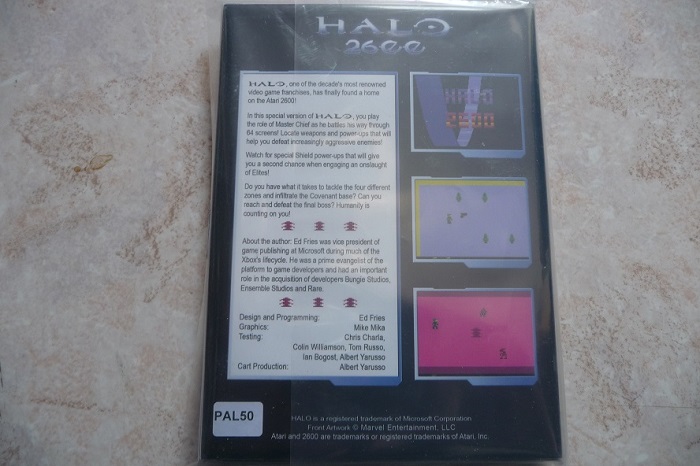 HALO
2600
HALO, one of the decade's most renowned
video game franchises, has finally found a home
on the Atari 2600!
In this special version of HALO, you play
the role of Master Chief as he battles his way through
64 screens! Locate weapons and power-ups that will
help you defeat increasingly aggressive enemies!
Watch for special Shield power-ups that will give
you a second chance when engaging an onslaught
of Elites!
Do you have what it takes to tackle the four different
zones and infiltrate the Covenant base? Can you
reach and defeat the final boss? Humanity is
counting on you!
About the author: Ed Fries was vice president of
game publishing at Microsoft during much of the
Xbox's lifecycle. He was a prime evangelist of the
platform to game developers and had an important
role in the acquisition of developers Bungie Studios,
Ensemble Studios and Rare.
Design and Programming: Ed Fries
Graphics: Mike Mika
Testing: Chris Charla,
Colin Williamson, Tom Russo,
Ian Bogost, Albert Yarusso
Cart Production: Albert Yarusso
HALO
2600
PAL50
HALO is a registered trademark of Microsoft Corporation
Front Artwork © Marvel Entertainment, LLC
Atari and 2600 are trademarks or registered trademarks of Atari, Inc.